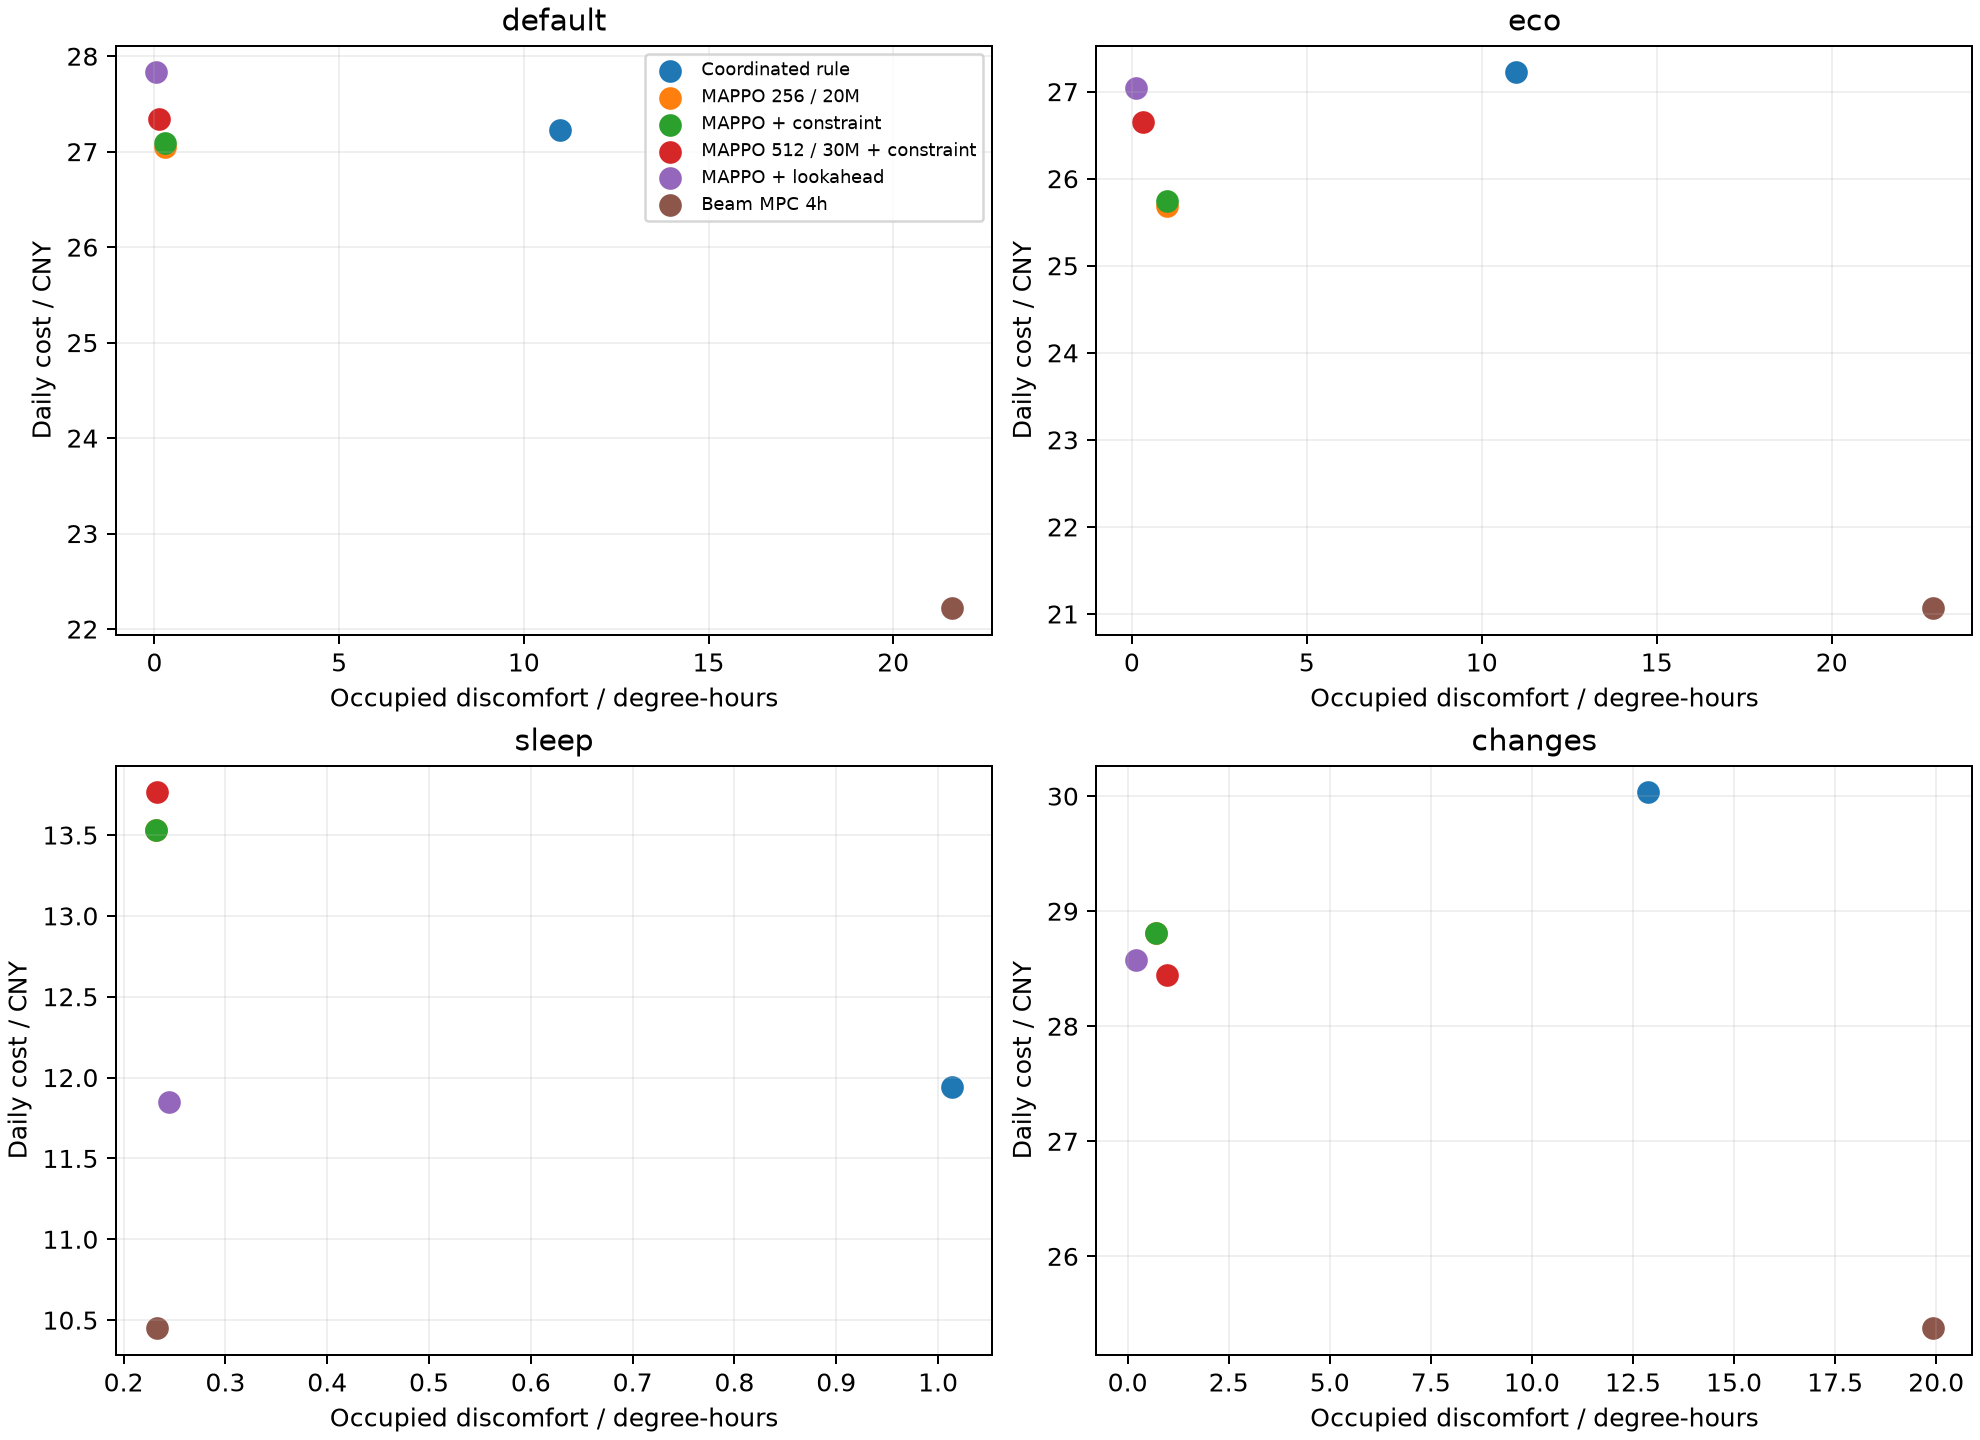 default
28
27
26
25
24
23
22
Daily cost / CNY
Coordinated rule
MAPPO 256 / 20M
MAPPO + constraint
MAPPO 512 / 30M + constraint
MAPPO + lookahead
Beam MPC 4h
0 5 10 15 20
Occupied discomfort / degree-hours
eco
27
26
25
24
23
22
21
Daily cost / CNY
0 5 10 15 20
Occupied discomfort / degree-hours
sleep
13.5
13.0
12.5
12.0
11.5
11.0
10.5
Daily cost / CNY
0.2 0.3 0.4 0.5 0.6 0.7 0.8 0.9 1.0
Occupied discomfort / degree-hours
changes
30
29
28
27
26
Daily cost / CNY
0.0 2.5 5.0 7.5 10.0 12.5 15.0 17.5 20.0
Occupied discomfort / degree-hours